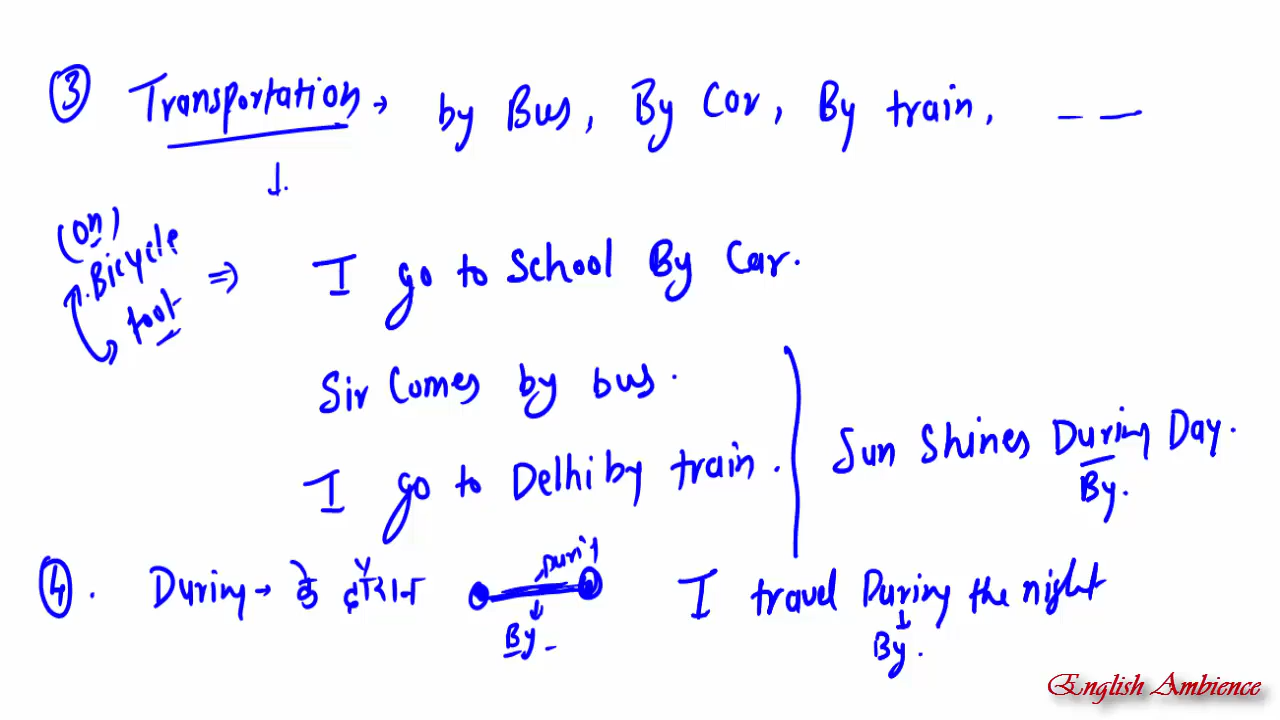 ③ Transportation → by Bus, By Car, By train, – —
↓
(on)
Bicycle
foot
⇒ I go to School By Car.
Sir Comes by bus.
I go to Delhi by train.
Sun Shines During Day.
By.
④. During → के दौरान
During
By –
I travel During the night
↓
By.
English Ambience